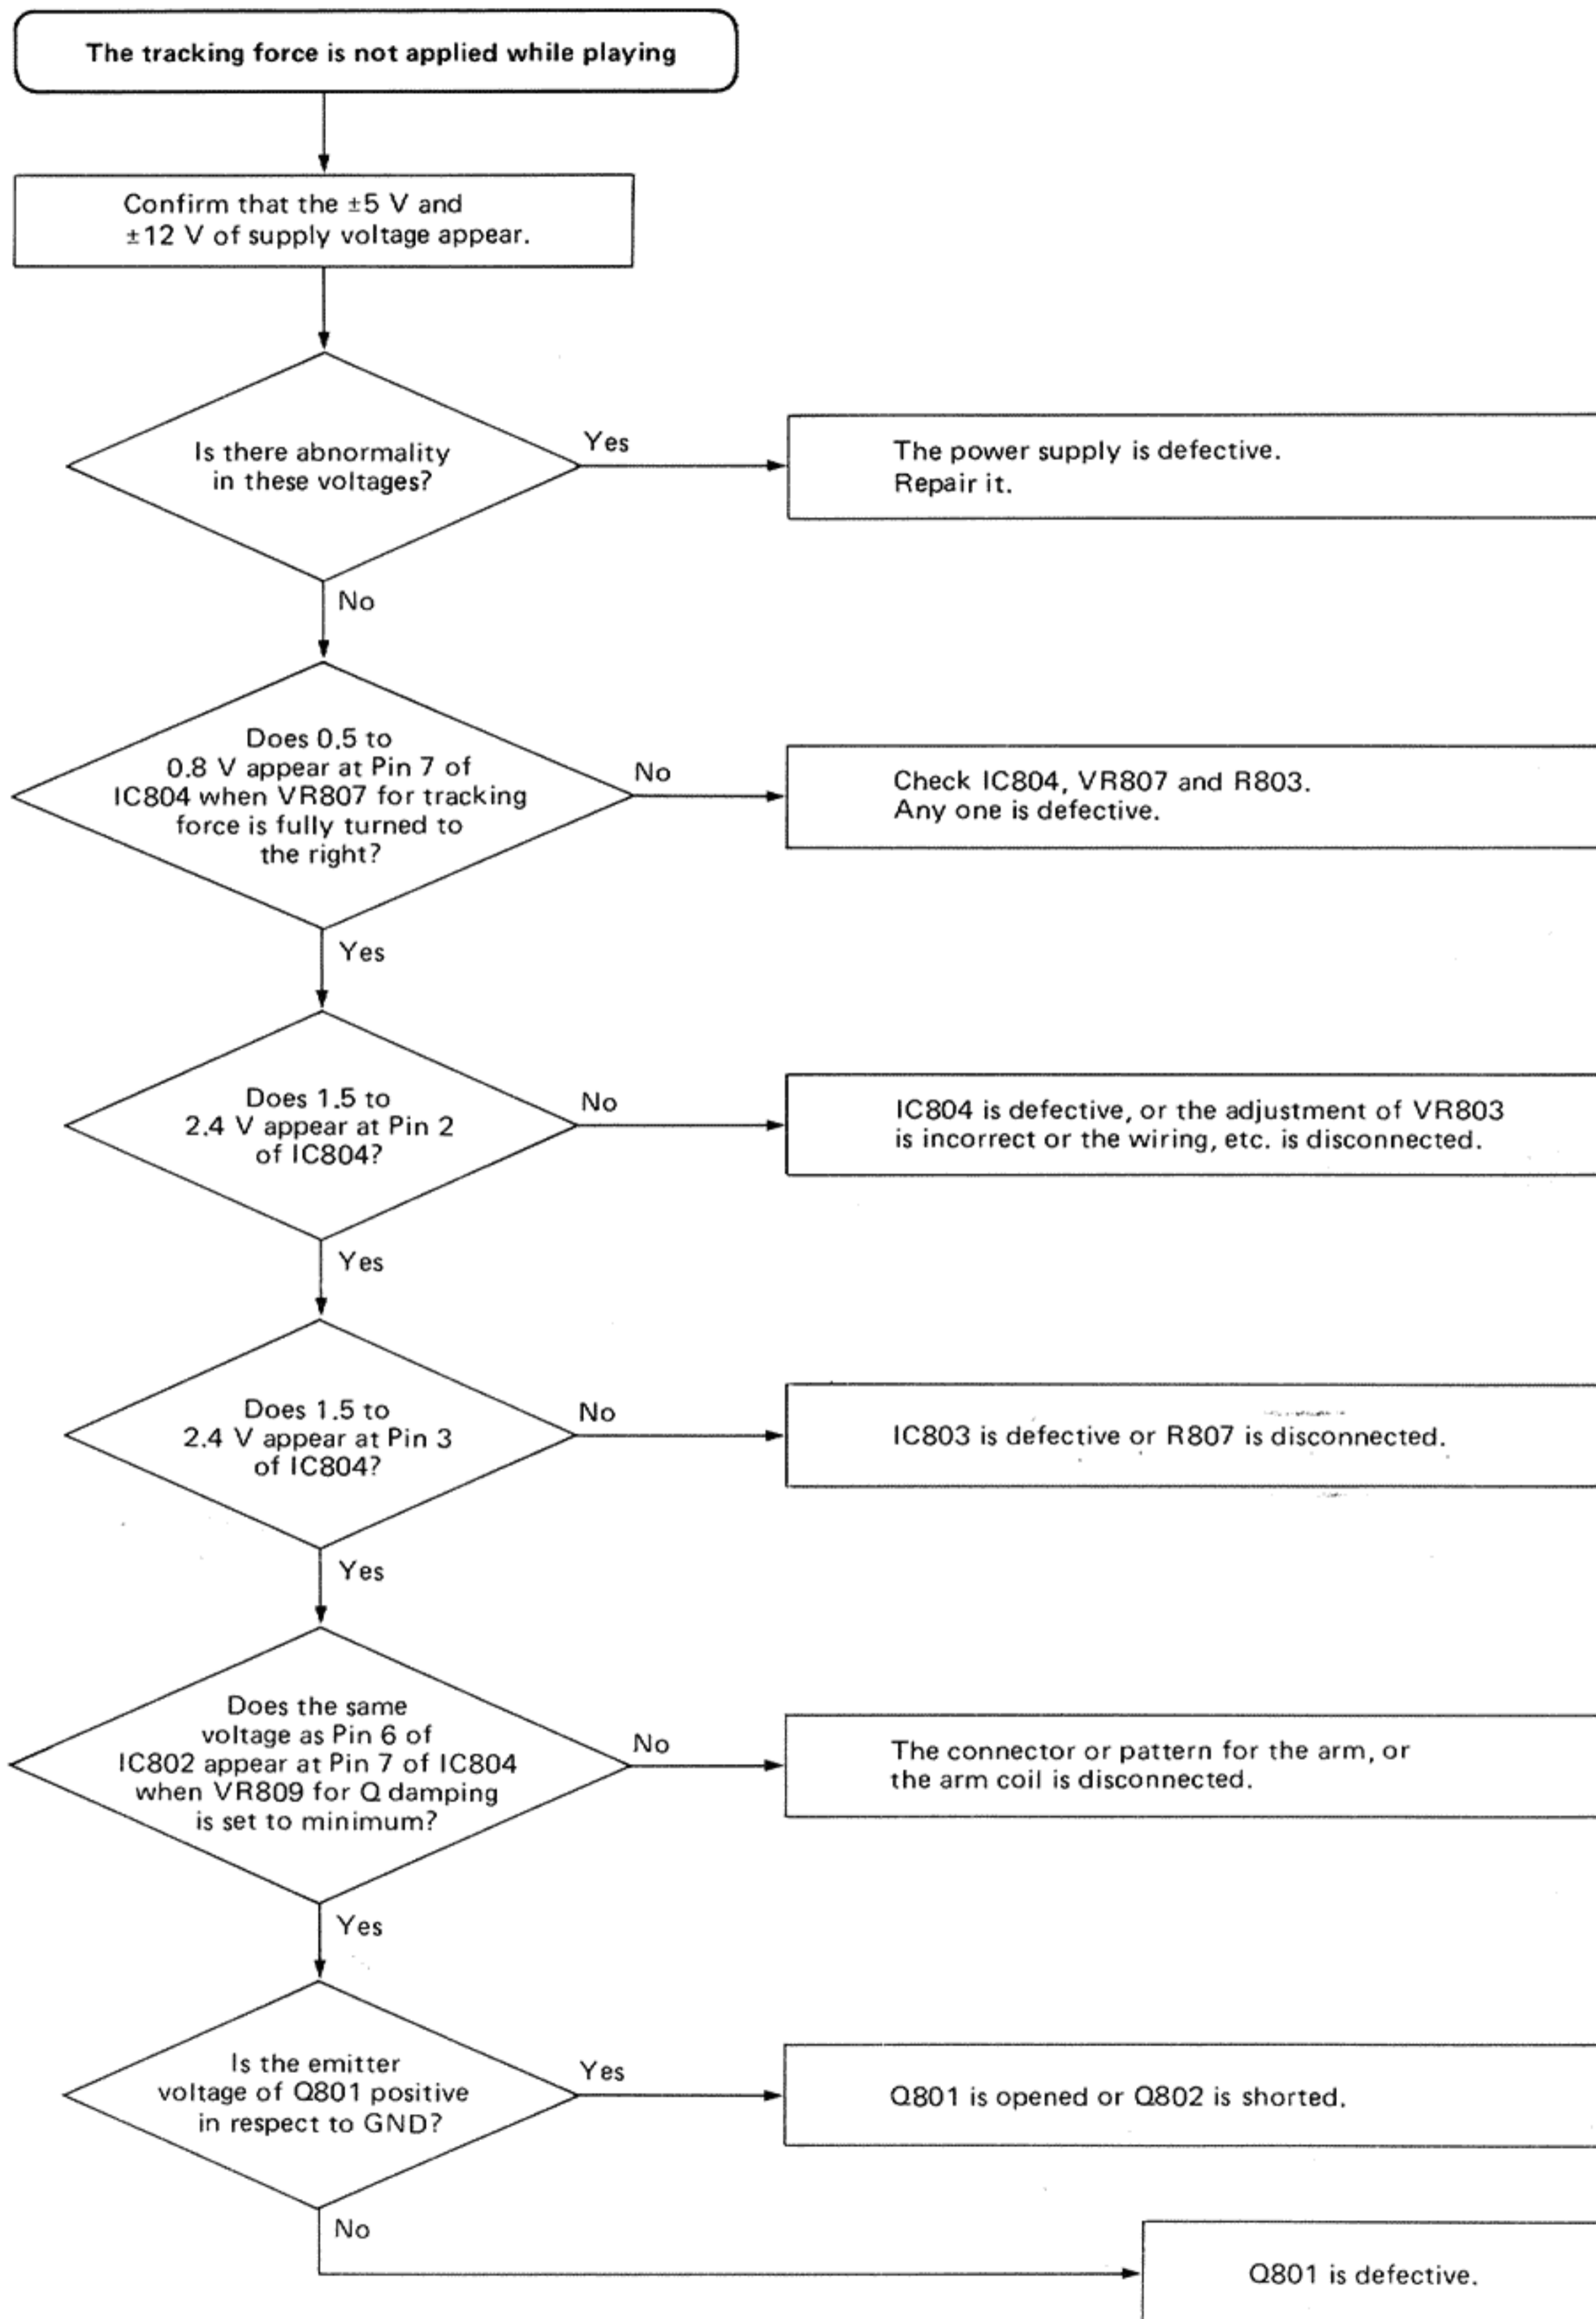 The tracking force is not applied while playing
Confirm that the ±5 V and
±12 V of supply voltage appear.
Is there abnormality
in these voltages?
Yes
The power supply is defective.
Repair it.
No
Does 0.5 to
0.8 V appear at Pin 7 of
IC804 when VR807 for tracking
force is fully turned to
the right?
No
Check IC804, VR807 and R803.
Any one is defective.
Yes
Does 1.5 to
2.4 V appear at Pin 2
of IC804?
No
IC804 is defective, or the adjustment of VR803
is incorrect or the wiring, etc. is disconnected.
Yes
Does 1.5 to
2.4 V appear at Pin 3
of IC804?
No
IC803 is defective or R807 is disconnected.
Yes
Does the same
voltage as Pin 6 of
IC802 appear at Pin 7 of IC804
when VR809 for Q damping
is set to minimum?
No
The connector or pattern for the arm, or
the arm coil is disconnected.
Yes
Is the emitter
voltage of Q801 positive
in respect to GND?
Yes
Q801 is opened or Q802 is shorted.
No
Q801 is defective.